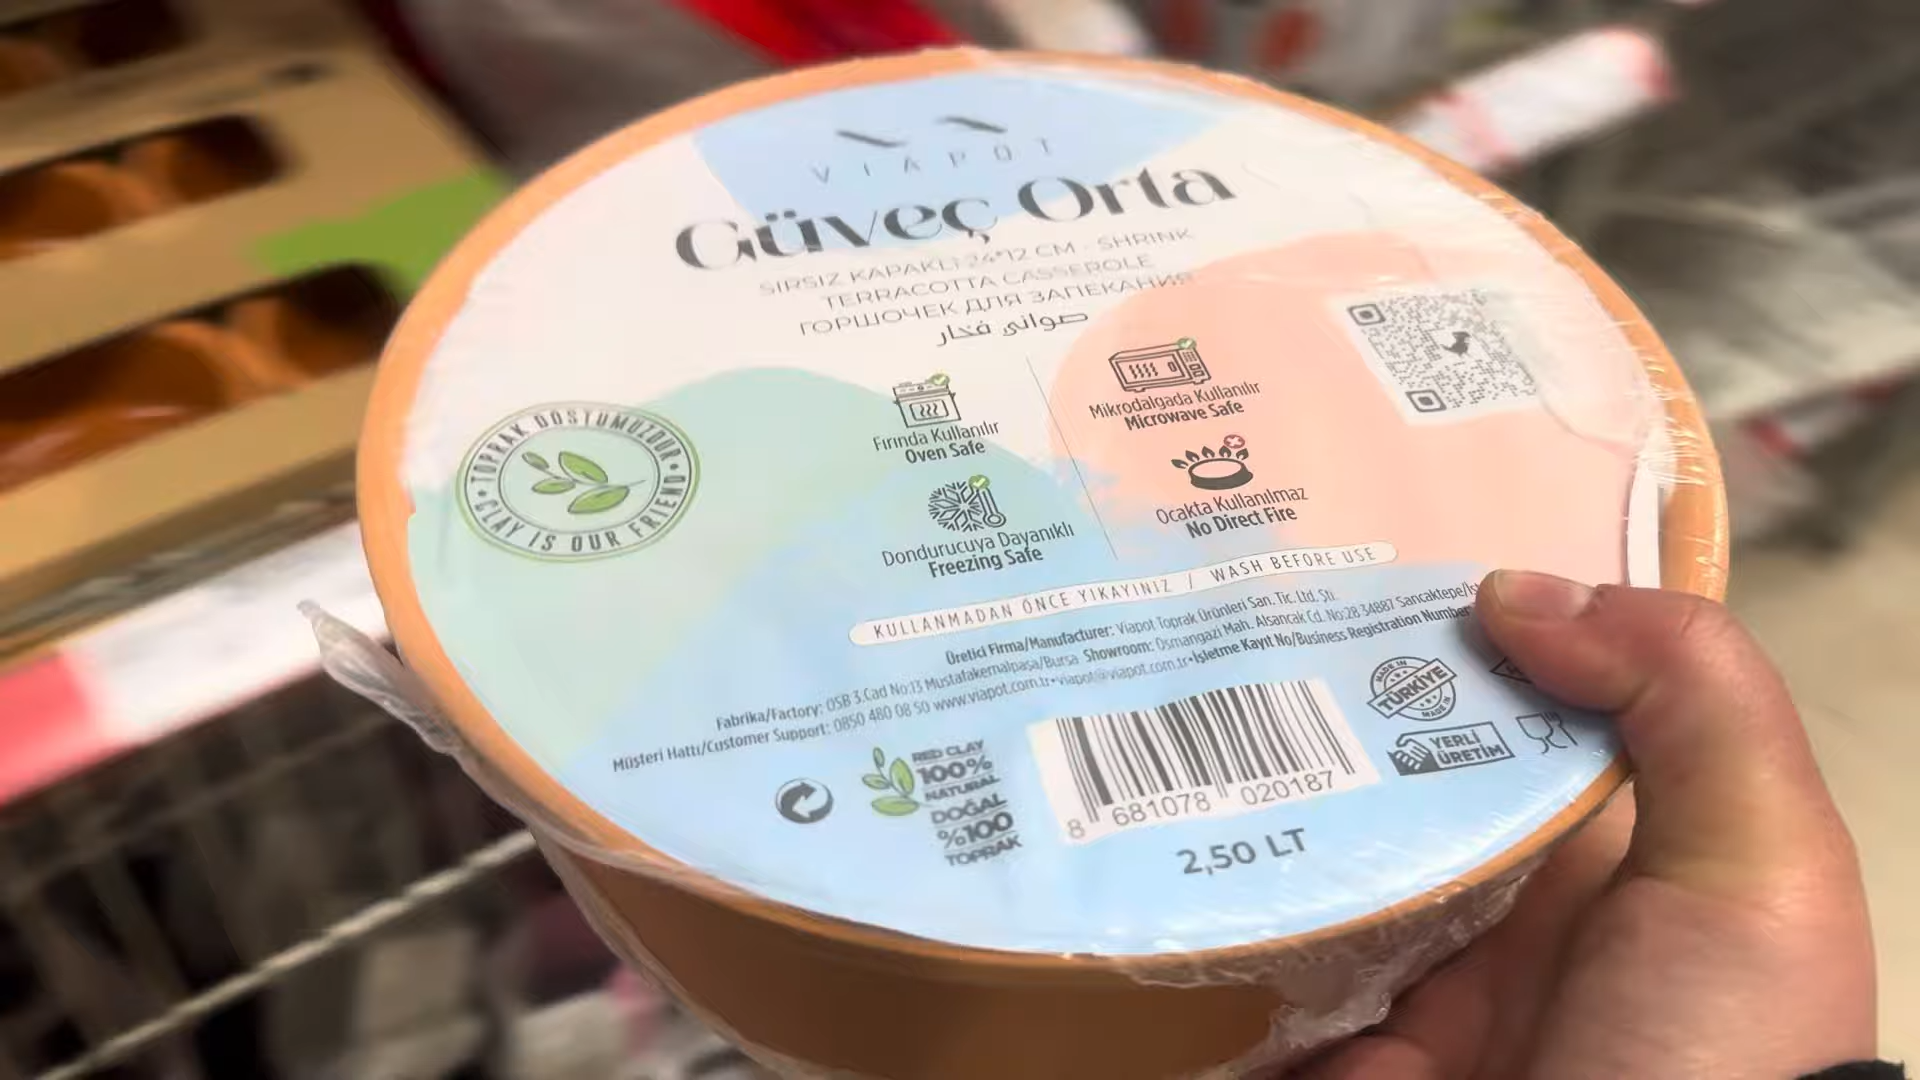 VIAPOT
Güveç Orta
SIRSIZ KAPAKLI 24*12 CM - SHRINK
TERRACOTTA CASSEROLE
ГОРШОЧЕК ДЛЯ ЗАПЕКАНИЯ
صواني فخار
Fırında Kullanılır
Oven Safe
Mikrodalgada Kullanılır
Microwave Safe
Dondurucuya Dayanıklı
Freezing Safe
Ocakta Kullanılmaz
No Direct Fire
TOPRAK DOSTUMUZDUR
CLAY IS OUR FRIEND
KULLANMADAN ÖNCE YIKAYINIZ / WASH BEFORE USE
Üretici Firma/Manufacturer: Viapot Toprak Ürünleri San. Tic. Ltd. Şti.
Fabrika/Factory: OSB 3.Cad No:13 Mustafakemalpaşa/Bursa Showroom: Osmangazi Mah. Alsancak Cd. No:28 34887 Sancaktepe/İst
Müşteri Hattı/Customer Support: 0850 480 08 50 www.viapot.com.tr•viapot@viapot.com.tr•İşletme Kayıt No/Business Registration Number
RED CLAY
100%
NATURAL
DOĞAL
%100
TOPRAK
8 681078 020187
2,50 LT
MADE IN
TÜRKİYE
MADE IN
YERLİ
ÜRETİM